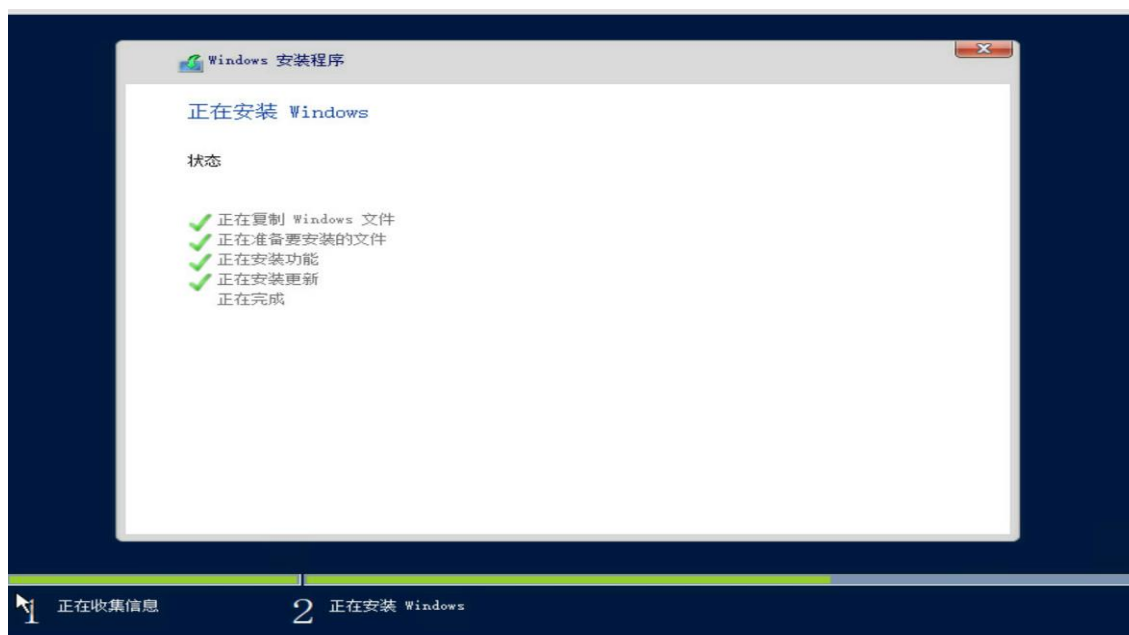 Windows 安装程序
正在安装 Windows
状态
正在复制 Windows 文件
正在准备要安装的文件
正在安装功能
正在安装更新
正在完成
1 正在收集信息
2 正在安装 Windows